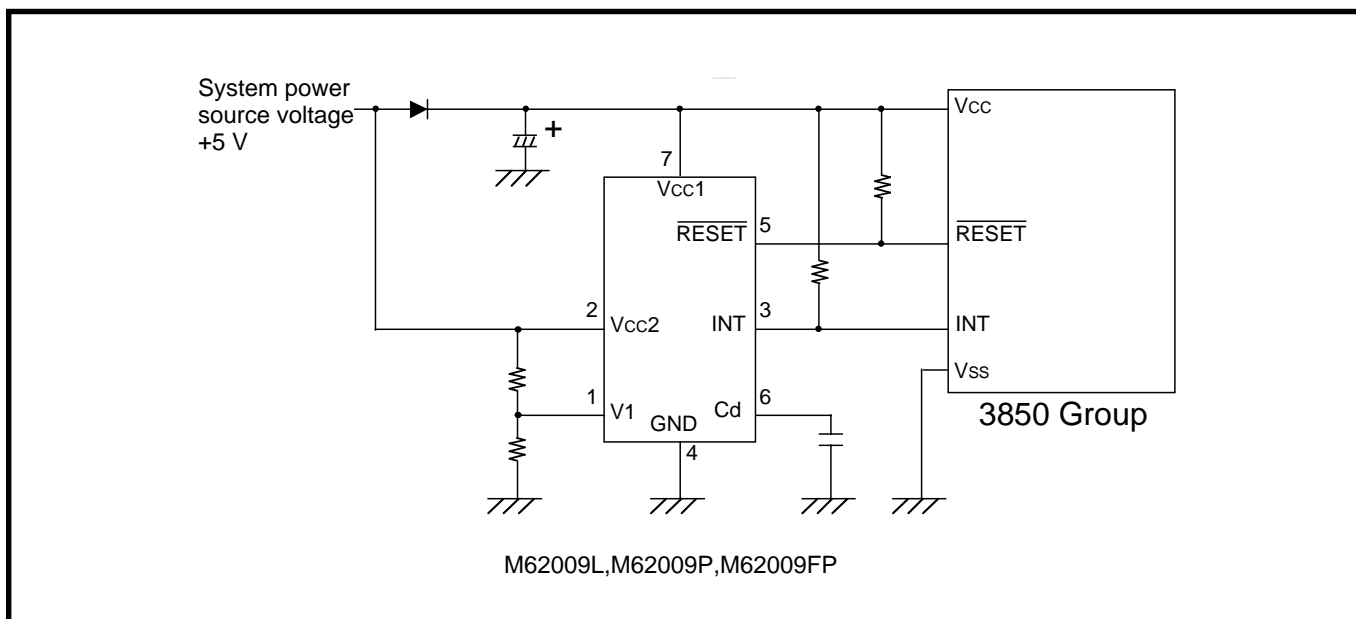 System power
source voltage
+5 V
+
7
VCC1
RESET
5
2
VCC2
INT
3
1
V1
Cd
6
GND
4
VCC
RESET
INT
VSS
3850 Group
M62009L,M62009P,M62009FP